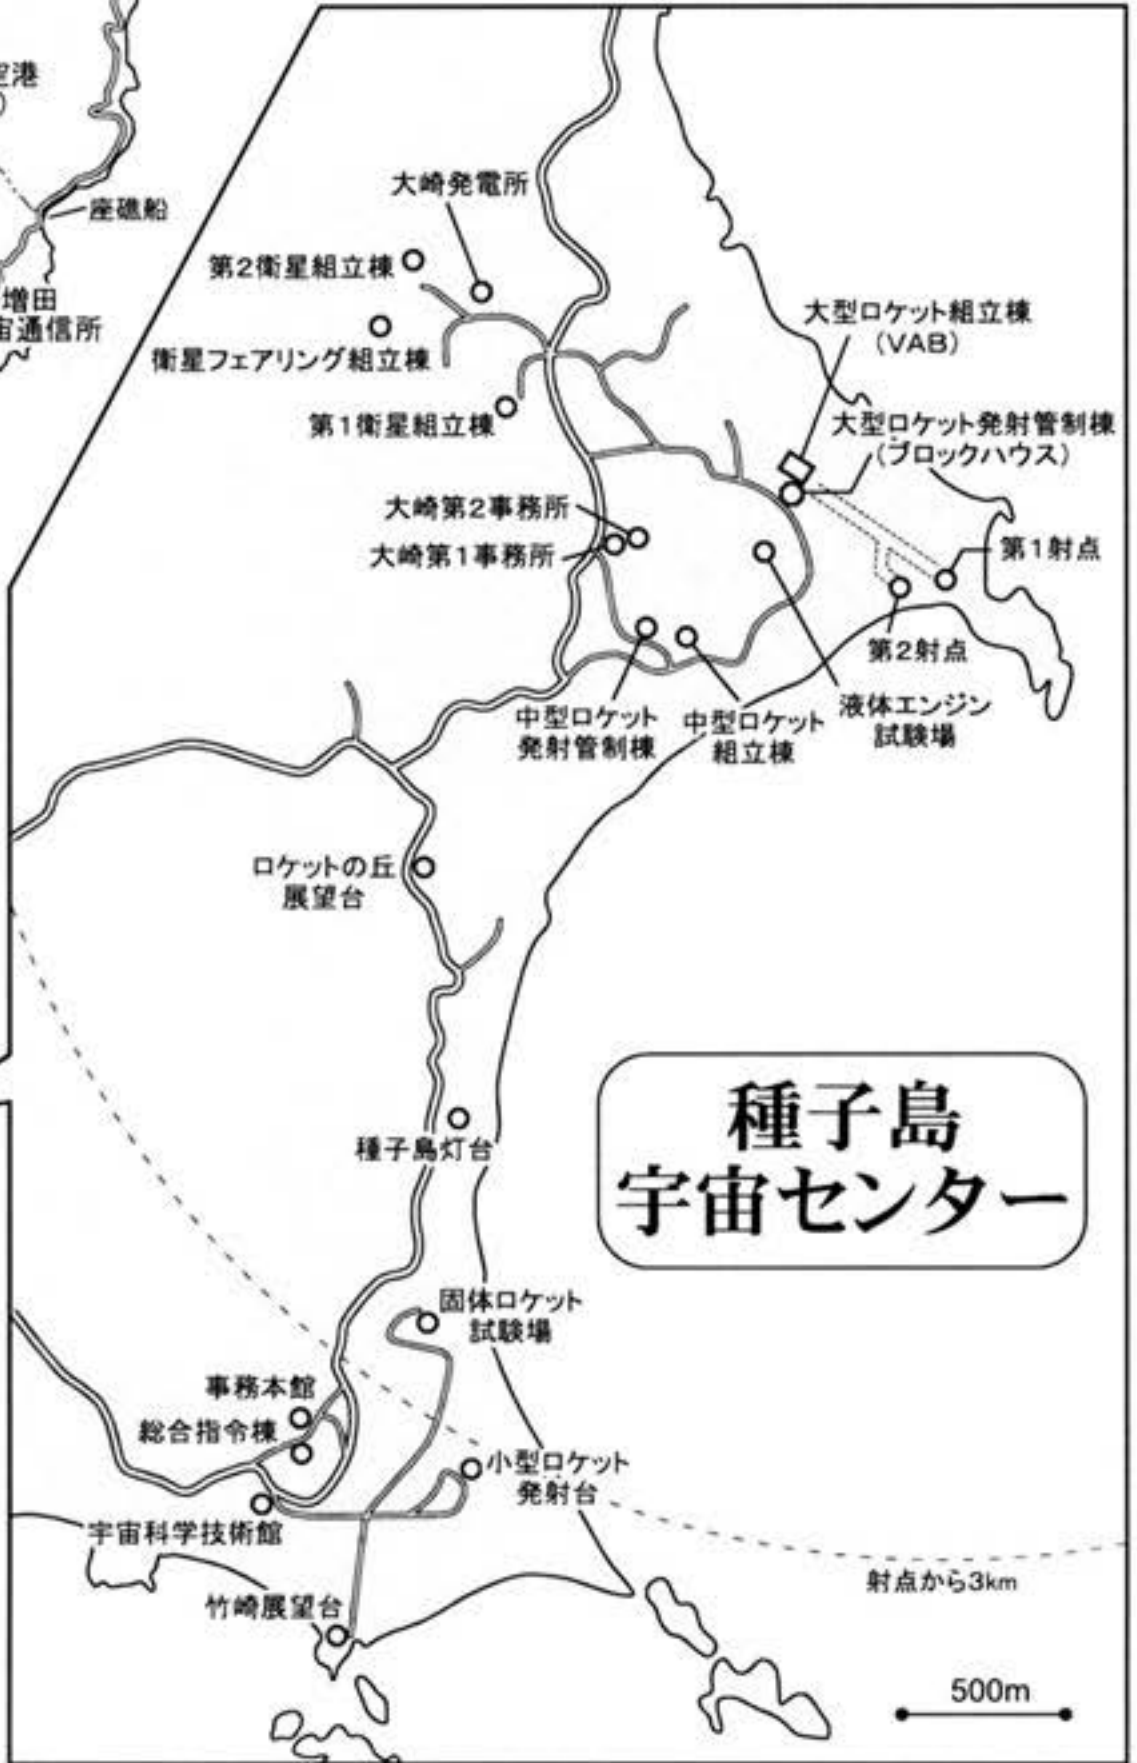 座礁船
増田
大崎発電所
第2衛星組立棟
衛星フェアリング組立棟
第1衛星組立棟
大型ロケット組立棟
(VAB)
大型ロケット発射管制棟
(ブロックハウス)
大崎第2事務所
大崎第1事務所
第1射点
第2射点
中型ロケット
発射管制棟
中型ロケット
組立棟
液体エンジン
試験場
ロケットの丘
展望台
種子島
宇宙センター
種子島灯台
固体ロケット
試験場
事務本館
総合指令棟
小型ロケット
発射台
宇宙科学技術館
射点から3km
竹崎展望台
500m